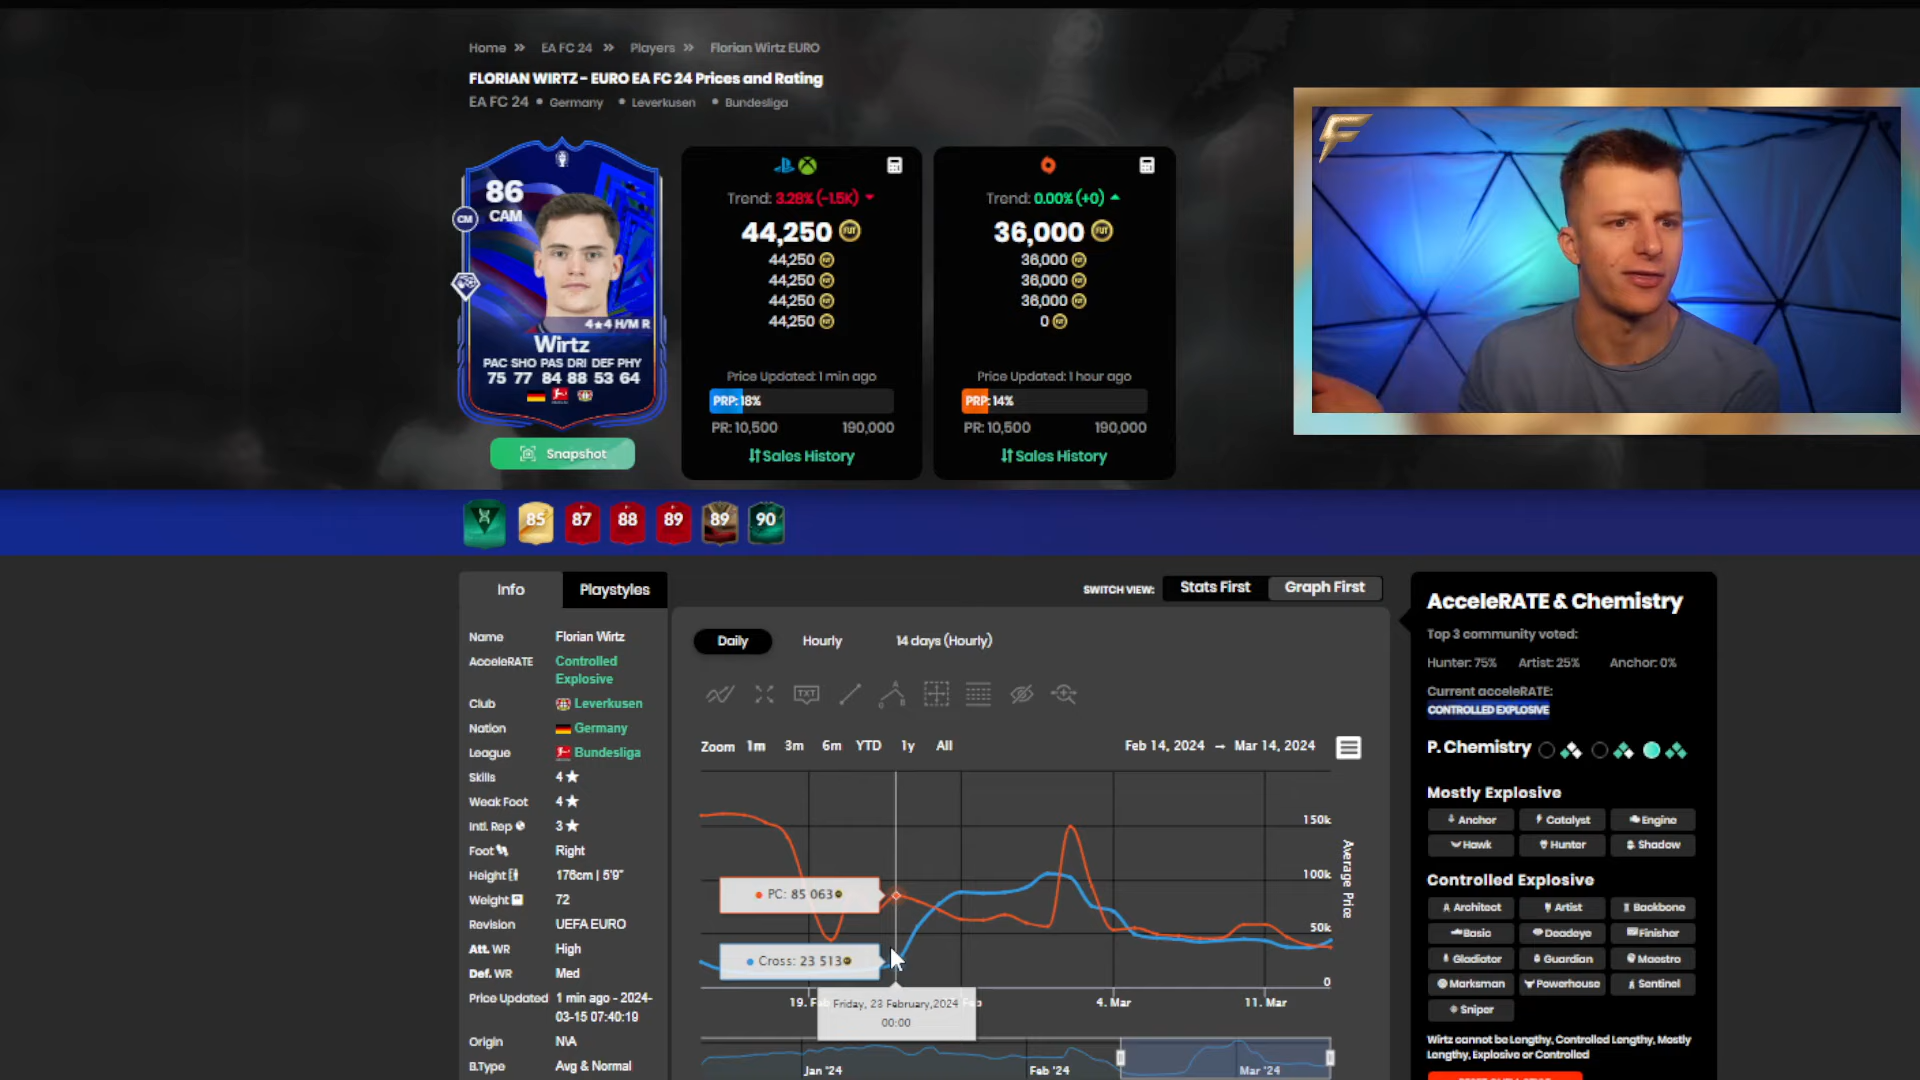 Home » EA FC 24 » Players » Florian Wirtz EURO
FLORIAN WIRTZ - EURO EA FC 24 Prices and Rating
EA FC 24 • Germany • Leverkusen • Bundesliga
86
CAM
CM
4★4 H/M R
Wirtz
PAC SHO PAS DRI DEF PHY
75 77 84 88 53 64
Snapshot
Trend: 3.28% (-1.5K)
44,250
44,250
44,250
44,250
44,250
Price Updated: 1 min ago
PRP: 18%
PR: 10,500 190,000
Sales History
Trend: 0.00% (+0)
36,000
36,000
36,000
36,000
0
Price Updated: 1 hour ago
PRP: 14%
PR: 10,500 190,000
Sales History
F
85 87 88 89 89 90
Info Playstyles
Name Florian Wirtz
AcceleRATE Controlled
Explosive
Club Leverkusen
Nation Germany
League Bundesliga
Skills 4★
Weak Foot 4★
Intl. Rep 3★
Foot Right
Height 176cm | 5'9"
Weight 72
Revision UEFA EURO
Att. WR High
Def. WR Med
Price Updated 1 min ago - 2024-
03-15 07:40:19
Origin N\A
B.Type Avg & Normal
SWITCH VIEW: Stats First Graph First
Daily Hourly 14 days (Hourly)
TXT
Zoom 1m 3m 6m YTD 1y All
Feb 14, 2024 → Mar 14, 2024
150k
100k
50k
0
Average Price
PC: 85 063
Cross: 23 513
4. Mar 11. Mar
Friday, 23 February, 2024
00:00
Jan '24 Feb '24 Mar '24
AcceleRATE & Chemistry
Top 3 community voted:
Hunter: 75% Artist: 25% Anchor: 0%
Current acceleRATE:
CONTROLLED EXPLOSIVE
P. Chemistry
Mostly Explosive
Anchor Catalyst Engine
Hawk Hunter Shadow
Controlled Explosive
Architect Artist Backbone
Basic Deadeye Finisher
Gladiator Guardian Maestro
Marksman Powerhouse Sentinel
Sniper
Wirtz cannot be Lengthy, Controlled Lengthy, Mostly
Lengthy, Explosive or Controlled